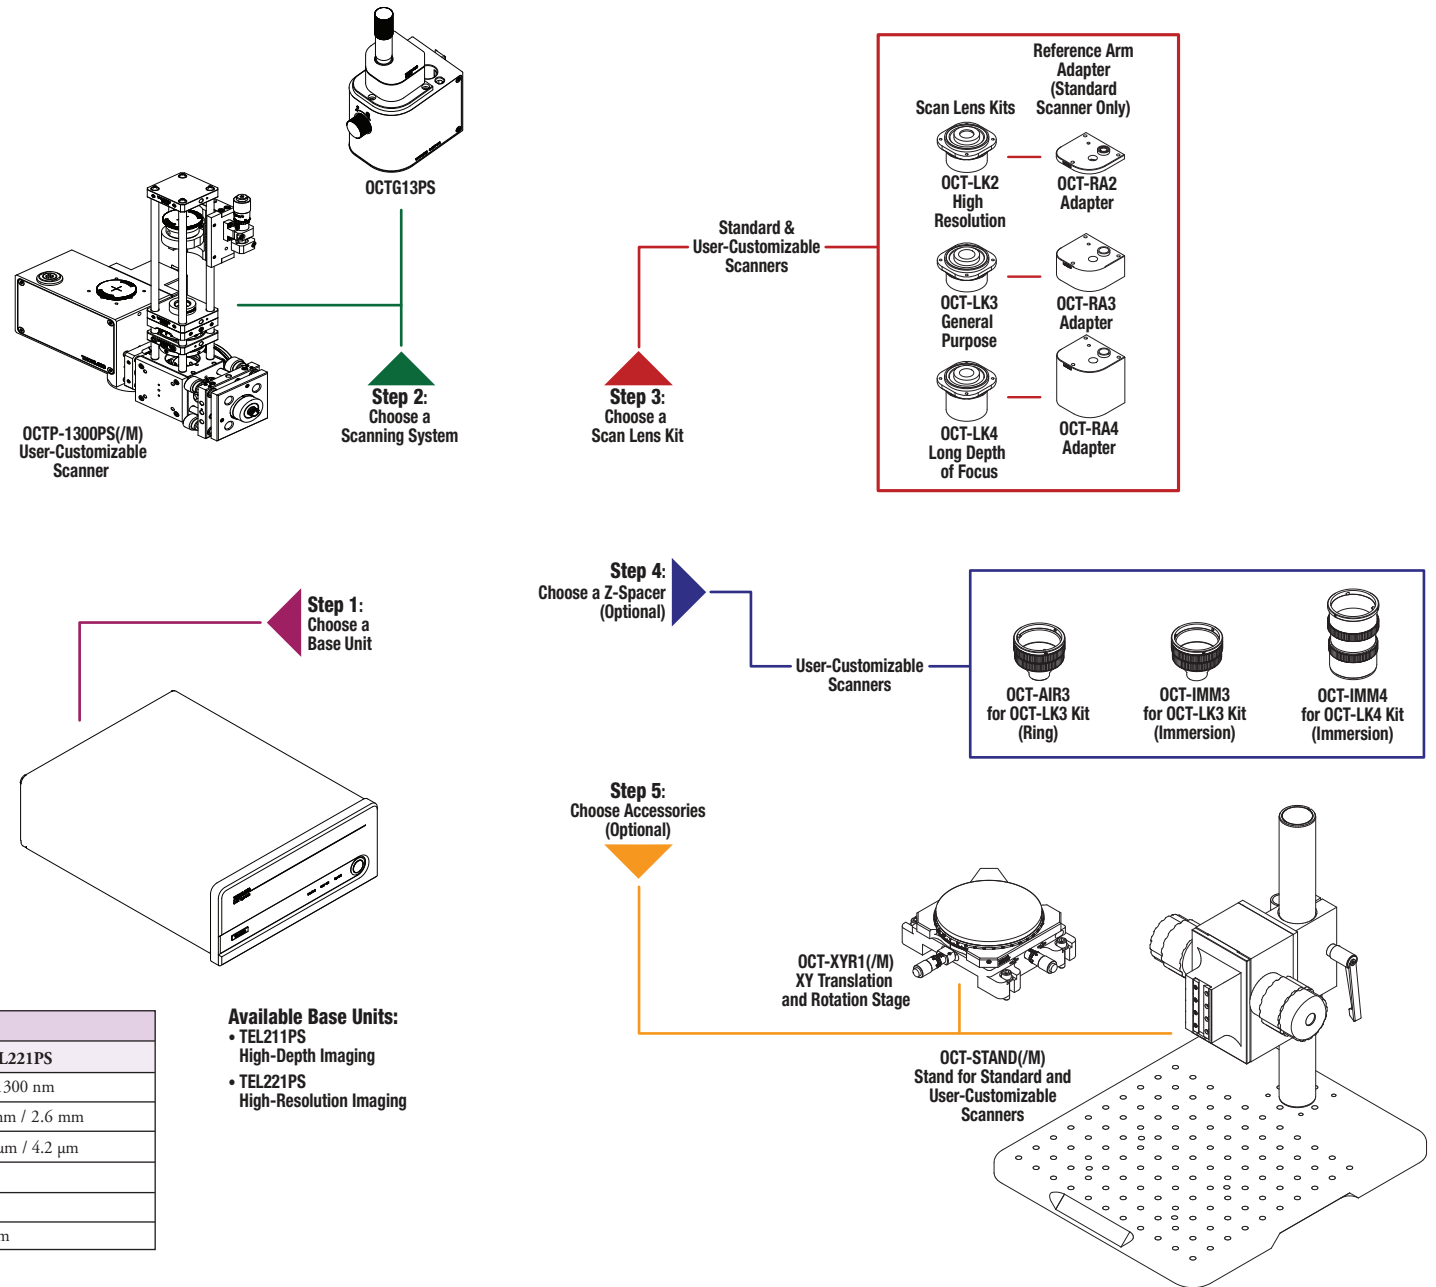 OCTG13PS
OCTP-1300PS(/M)
User-Customizable
Scanner
Step 2:
Choose a
Scanning System
Standard &
User-Customizable
Scanners
Step 3:
Choose a
Scan Lens Kit
Scan Lens Kits
Reference Arm
Adapter
(Standard
Scanner Only)
OCT-LK2
High
Resolution
OCT-RA2
Adapter
OCT-LK3
General
Purpose
OCT-RA3
Adapter
OCT-LK4
Long Depth
of Focus
OCT-RA4
Adapter
Step 1:
Choose a
Base Unit
Step 4:
Choose a Z-Spacer
(Optional)
User-Customizable
Scanners
OCT-AIR3
for OCT-LK3 Kit
(Ring)
OCT-IMM3
for OCT-LK3 Kit
(Immersion)
OCT-IMM4
for OCT-LK4 Kit
(Immersion)
Step 5:
Choose Accessories
(Optional)
OCT-XYR1(/M)
XY Translation
and Rotation Stage
OCT-STAND(/M)
Stand for Standard and
User-Customizable
Scanners
Available Base Units:
• TEL211PS
High-Depth Imaging
• TEL221PS
High-Resolution Imaging
L221PS
300 nm
/ 2.6 mm
µm / 4.2 µm